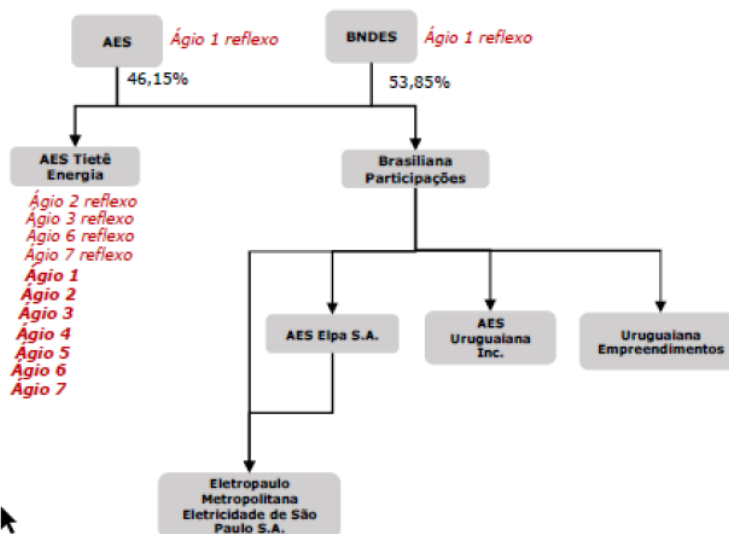 AES
Ágio 1 reflexo
BNDES
Ágio 1 reflexo
46,15%
53,85%
AES Tietê
Energia
Brasiliana
Participações
Ágio 2 reflexo
Ágio 3 reflexo
Ágio 6 reflexo
Ágio 7 reflexo
Ágio 1
Ágio 2
Ágio 3
Ágio 4
Ágio 5
Ágio 6
Ágio 7
AES Elpa S.A.
AES
Uruguaiana
Inc.
Uruguaiana
Empreendimentos
Eletropaulo
Metropolitana
Eletricidade de São
Paulo S.A.